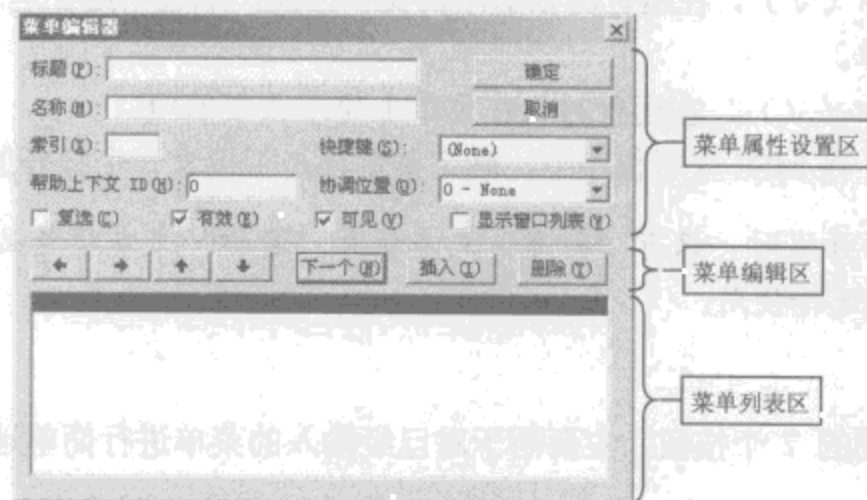 菜单编辑器
标题(P):
确定
名称(M):
取消
索引(X):
快捷键(S):
(None)
帮助上下文 ID(H): 0
协调位置(O):
0 - None
复选(C)
有效(E)
可见(V)
显示窗口列表(W)
下一个(N)
插入(I)
删除(T)
菜单属性设置区
菜单编辑区
菜单列表区